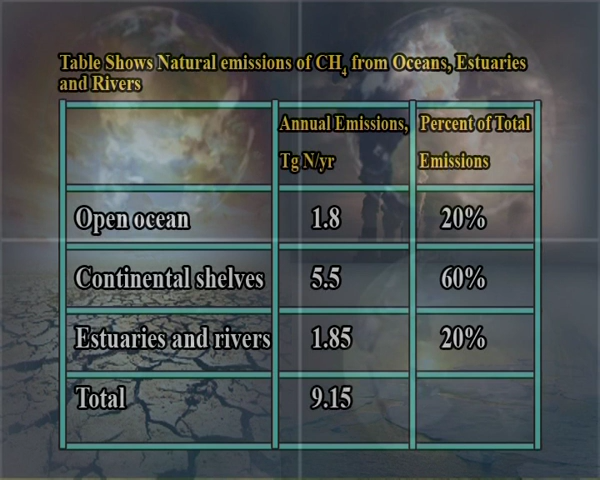 Table Shows Natural emissions of CH4 from Oceans, Estuaries
and Rivers
Annual Emissions, Percent of Total
Tg N/yr Emissions
Open ocean 1.8 20%
Continental shelves 5.5 60%
Estuaries and rivers 1.85 20%
Total 9.15